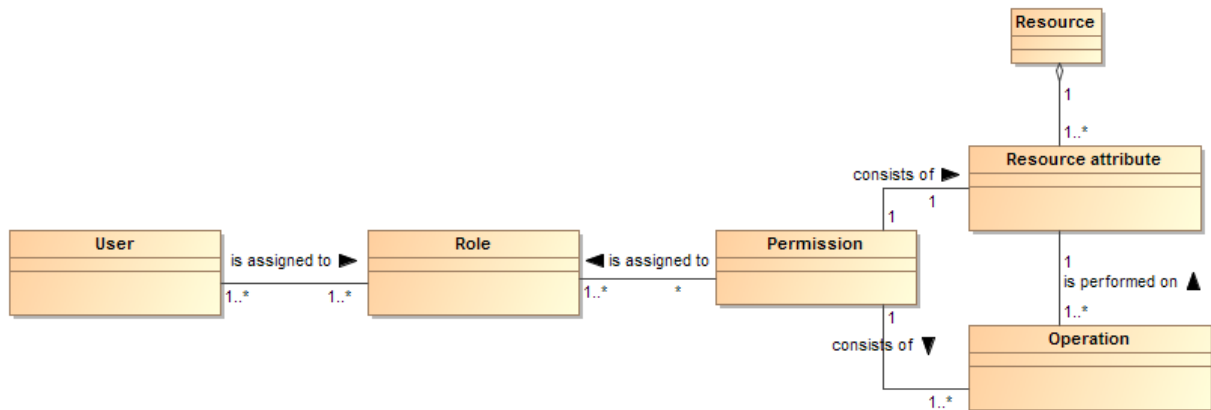 Resource
1
1..*
Resource attribute
consists of ►
1
1
User
is assigned to ►
1..*
1..*
Role
◄ is assigned to
1..*
*
Permission
1
is performed on ▲
1..*
1
consists of ▼
1..*
Operation